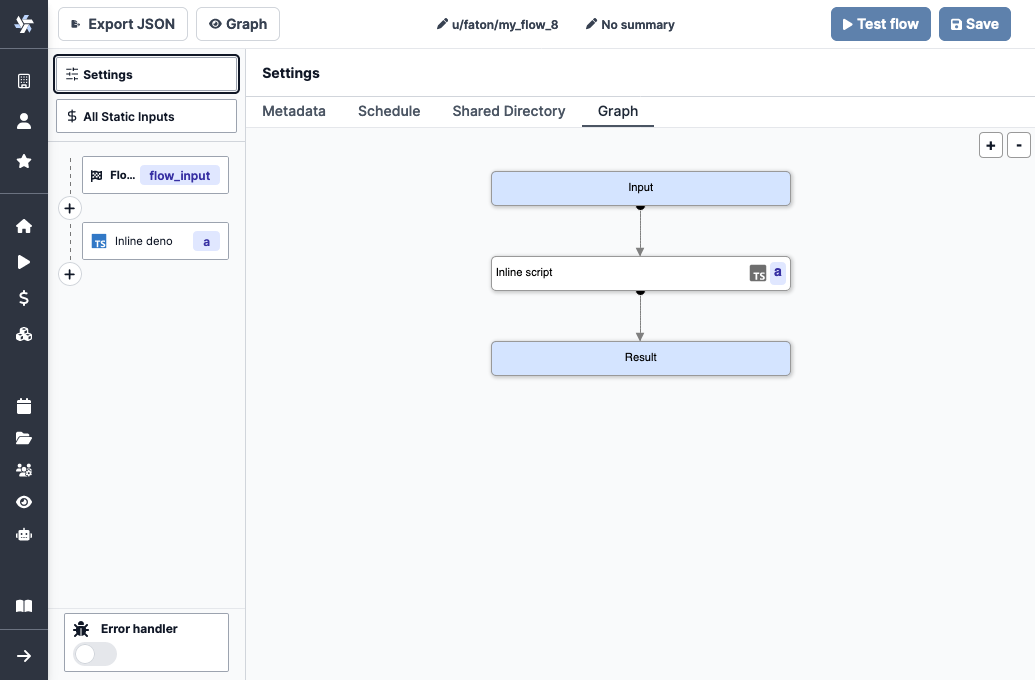 Export JSON
Graph
u/faton/my_flow_8
No summary
Test flow
Save
Settings
All Static Inputs
Flo... flow_input
+
TS Inline deno a
+
Error handler
Settings
Metadata Schedule Shared Directory Graph
+ -
Input
Inline script TS a
Result